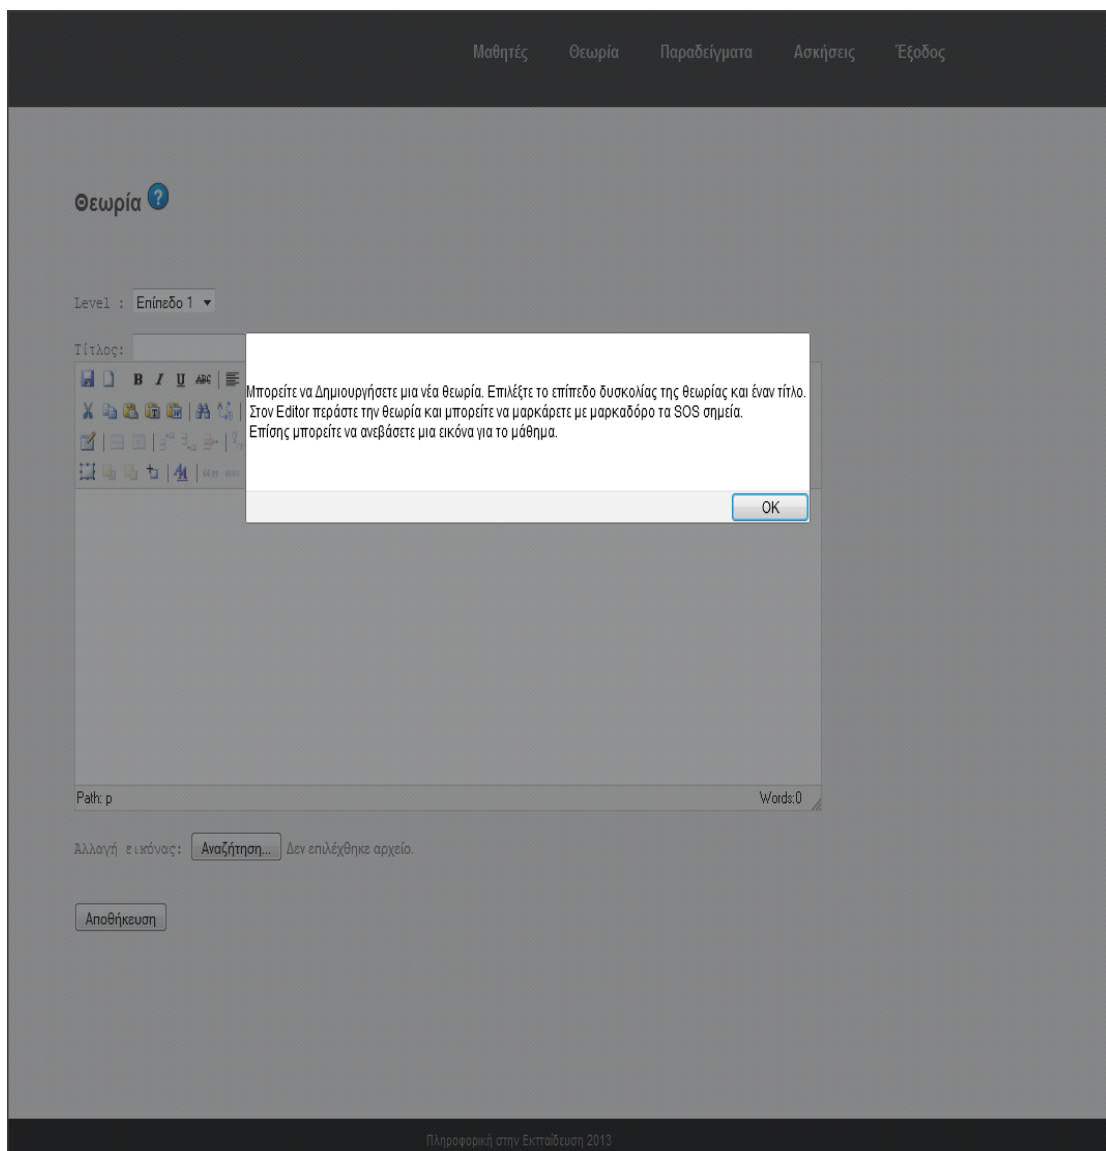 Μαθητές Θεωρία Παραδείγματα Ασκήσεις Έξοδος
Θεωρία ?
Level : Επίπεδο 1
Τίτλος:
B I U ABC
Μπορείτε να Δημιουργήσετε μια νέα θεωρία. Επιλέξτε το επίπεδο δυσκολίας της θεωρίας και έναν τίτλο.
Στον Editor περάστε την θεωρία και μπορείτε να μαρκάρετε με μαρκαδόρο τα SOS σημεία.
Επίσης μπορείτε να ανεβάσετε μια εικόνα για το μάθημα.
OK
Path: p Words:0
Αλλαγή εικόνας: Αναζήτηση... Δεν επιλέχθηκε αρχείο.
Αποθήκευση
Πληροφορική στην Εκπαίδευση 2013